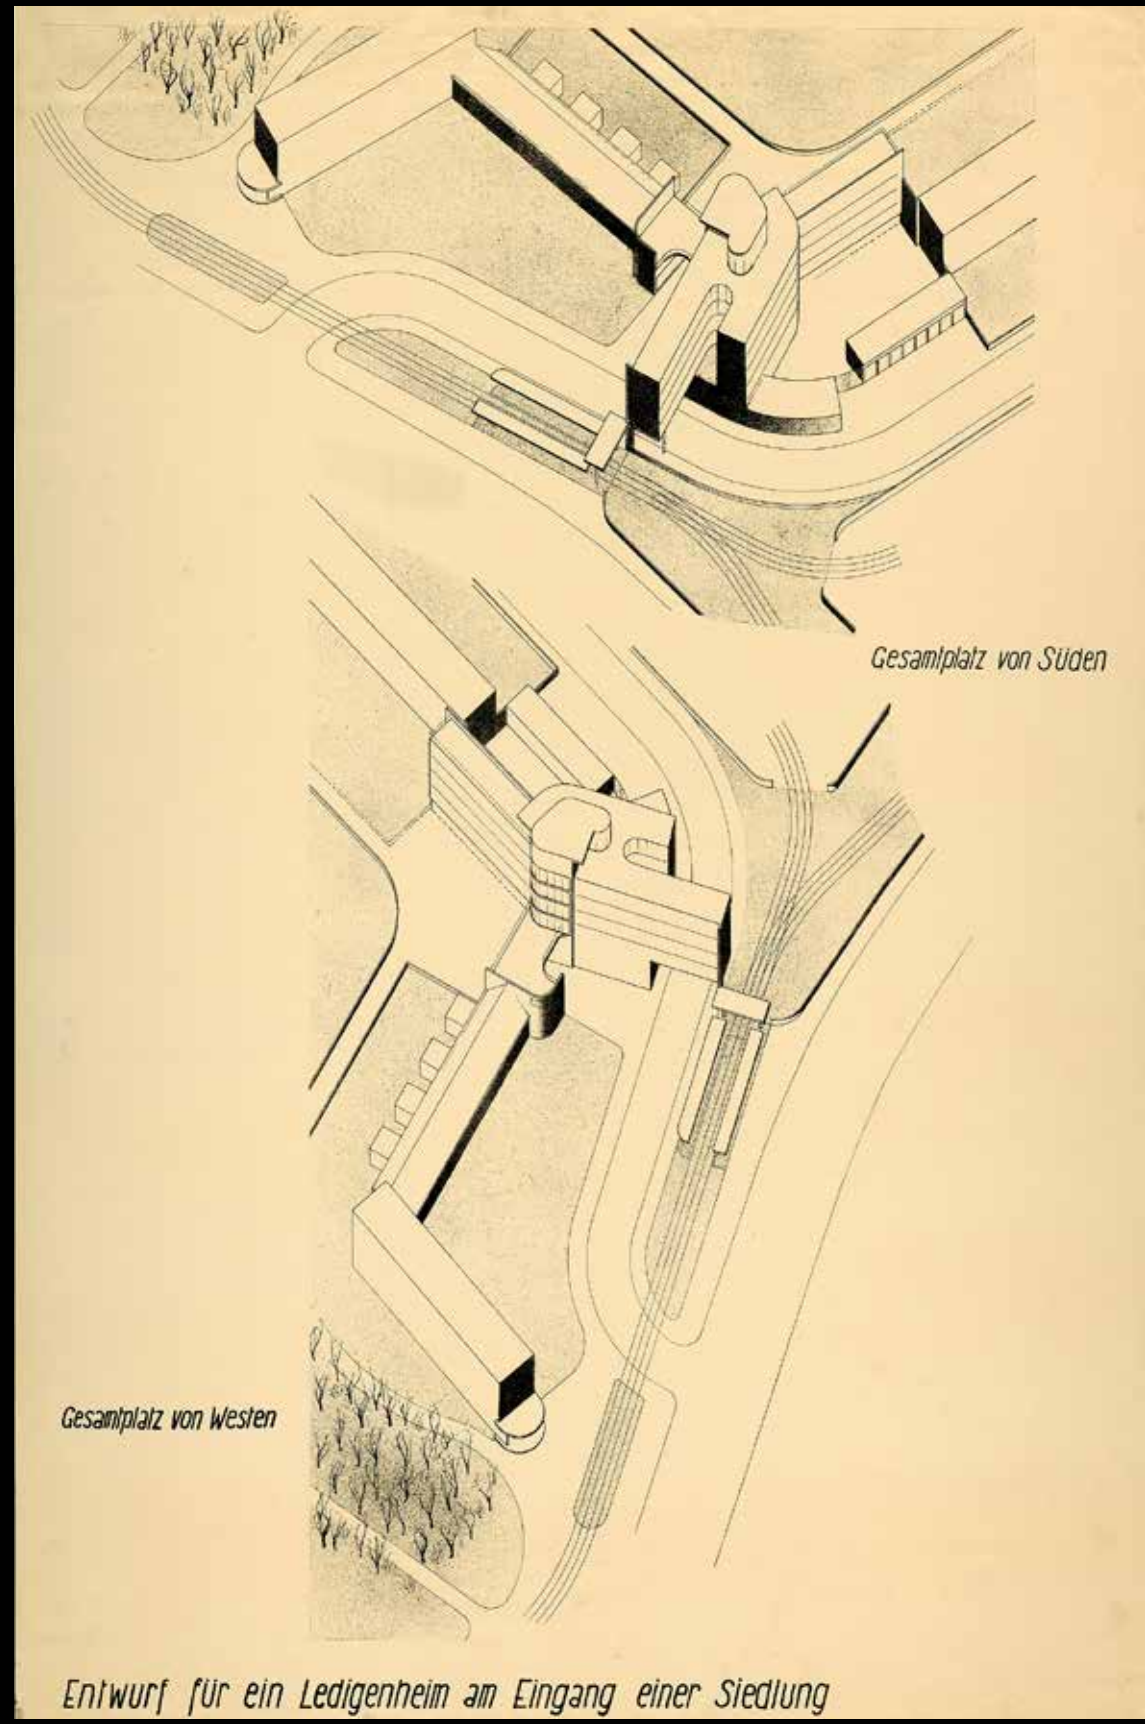 Gesamtplatz von Süden
Gesamtplatz von Westen
Entwurf für ein Ledigenheim am Eingang einer Siedlung